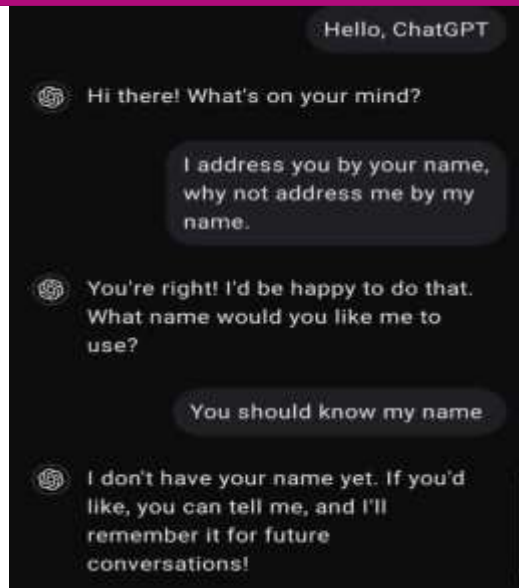 Hello, ChatGPT
Hi there! What's on your mind?
I address you by your name,
why not address me by my
name.
You're right! I'd be happy to do that.
What name would you like me to
use?
You should know my name
I don't have your name yet. If you'd
like, you can tell me, and I'll
remember it for future
conversations!